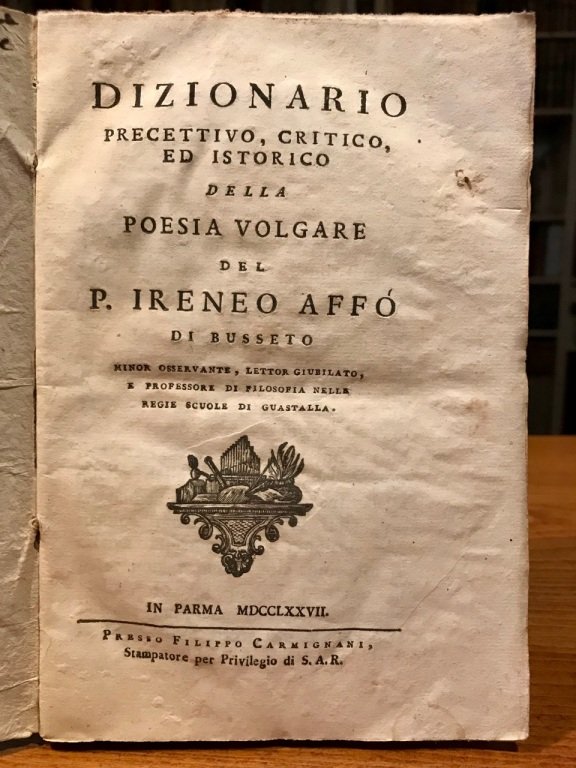 DIZIONARIO
PRECETTIVO, CRITICO,
ED ISTORICO
DELLA
POESIA VOLGARE
DEL
P. IRENEO AFFÓ
DI BUSSETO
MINOR OSSERVANTE, LETTOR GIUBILATO,
E PROFESSORE DI FILOSOFIA NELLE
REGIE SCUOLE DI GUASTALLA.
IN PARMA MDCCLXXVII.
PRESSO FILIPPO CARMIGNANI,
Stampatore per Privilegio di S. A. R.